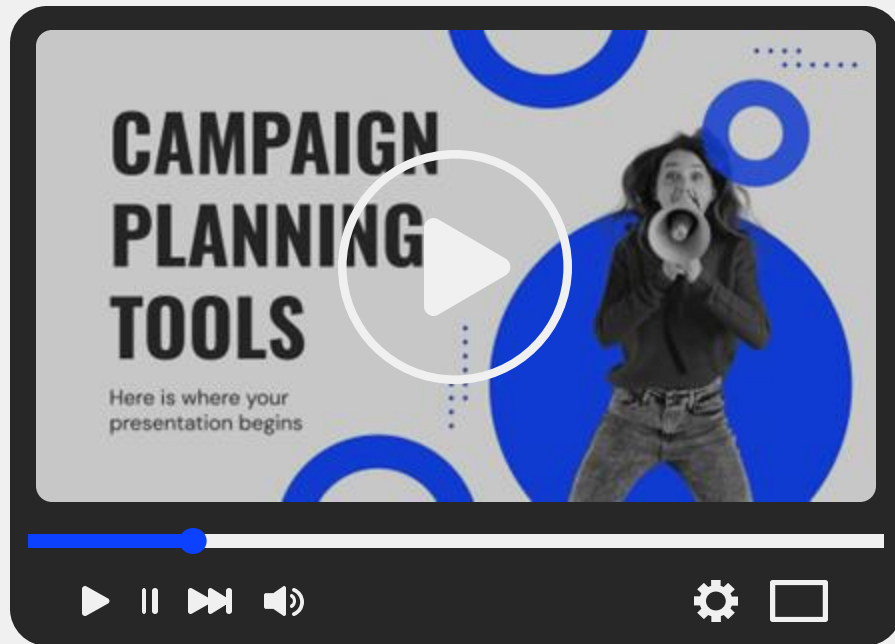 CAMPAIGN
PLANNING
TOOLS
Here is where your
presentation begins